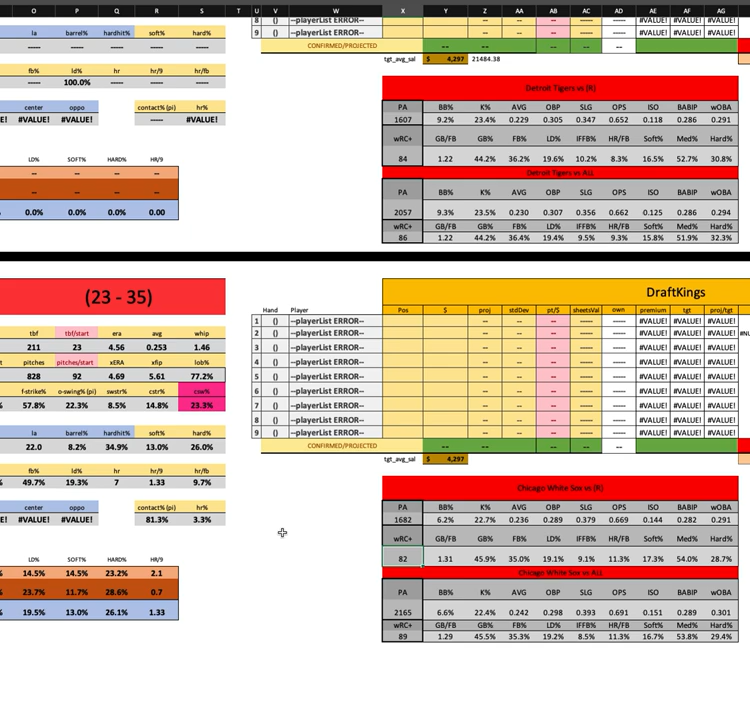 O P Q R S T U V W X Y Z AA AB AC AD AE AF AG
8 () --playerList ERROR-- -- -- -- -- ----- -- #VALUE! #VALUE! #VALUE!
la barrel% hardhit% soft% hard% 9 () --playerList ERROR-- -- -- -- -- ----- -- #VALUE! #VALUE! #VALUE!
----- ----- ----- ----- ----- CONFIRMED/PROJECTED -- -- -- -- --
tgt_avg_sal $ 4,297 21484.38
fb% ld% hr hr/9 hr/fb
----- 100.0% ----- ----- -----
Detroit Tigers vs (R)
center oppo contact% (pi) hr% PA BB% K% AVG OBP SLG OPS ISO BABIP wOBA
E! #VALUE! #VALUE! ----- #VALUE! 1607 9.2% 23.4% 0.229 0.305 0.347 0.652 0.118 0.286 0.291
wRC+ GB/FB GB% FB% LD% IFFB% HR/FB Soft% Med% Hard%
LD% SOFT% HARD% HR/9 84 1.22 44.2% 36.2% 19.6% 10.2% 8.3% 16.5% 52.7% 30.8%
-- -- -- -- Detroit Tigers vs ALL
-- -- -- -- PA BB% K% AVG OBP SLG OPS ISO BABIP wOBA
0.0% 0.0% 0.0% 0.00 2057 9.3% 23.5% 0.230 0.307 0.356 0.662 0.125 0.286 0.294
wRC+ GB/FB GB% FB% LD% IFFB% HR/FB Soft% Med% Hard%
86 1.22 44.2% 36.4% 19.4% 9.5% 9.3% 15.8% 51.9% 32.3%
(23 - 35) DraftKings
Hand Player Pos $ proj stdDev pt/$ sheetsVal own premium tgt proj/tgt
1 () --playerList ERROR-- -- -- -- -- ----- -- #VALUE! #VALUE! #VALUE!
tbf tbf/start era avg whip 2 () --playerList ERROR-- -- -- -- -- ----- -- #VALUE! #VALUE! #VALUE! #NU
211 23 4.56 0.253 1.46 3 () --playerList ERROR-- -- -- -- -- ----- -- #VALUE! #VALUE! #VALUE!
pitches pitches/start xERA xfip lob% 4 () --playerList ERROR-- -- -- -- -- ----- -- #VALUE! #VALUE! #VALUE!
828 92 4.69 5.61 77.2% 5 () --playerList ERROR-- -- -- -- -- ----- -- #VALUE! #VALUE! #VALUE!
f-strike% o-swing% (pi) swstr% cstr% csw% 6 () --playerList ERROR-- -- -- -- -- ----- -- #VALUE! #VALUE! #VALUE!
57.8% 22.3% 8.5% 14.8% 23.3% 7 () --playerList ERROR-- -- -- -- -- ----- -- #VALUE! #VALUE! #VALUE!
8 () --playerList ERROR-- -- -- -- -- ----- -- #VALUE! #VALUE! #VALUE!
la barrel% hardhit% soft% hard% 9 () --playerList ERROR-- -- -- -- -- ----- -- #VALUE! #VALUE! #VALUE!
22.0 8.2% 34.9% 13.0% 26.0% CONFIRMED/PROJECTED -- -- -- -- --
tgt_avg_sal $ 4,297
fb% ld% hr hr/9 hr/fb
49.7% 19.3% 7 1.33 9.7%
Chicago White Sox vs (R)
center oppo contact% (pi) hr% PA BB% K% AVG OBP SLG OPS ISO BABIP wOBA
E! #VALUE! #VALUE! 81.3% 3.3% 1682 6.2% 22.7% 0.236 0.289 0.379 0.669 0.144 0.282 0.291
wRC+ GB/FB GB% FB% LD% IFFB% HR/FB Soft% Med% Hard%
LD% SOFT% HARD% HR/9 82 1.31 45.9% 35.0% 19.1% 9.1% 11.3% 17.3% 54.0% 28.7%
% 14.5% 14.5% 23.2% 2.1 Chicago White Sox vs ALL
% 23.7% 11.7% 28.6% 0.7 PA BB% K% AVG OBP SLG OPS ISO BABIP wOBA
% 19.5% 13.0% 26.1% 1.33 2165 6.6% 22.4% 0.242 0.298 0.393 0.691 0.151 0.289 0.301
wRC+ GB/FB GB% FB% LD% IFFB% HR/FB Soft% Med% Hard%
89 1.29 45.5% 35.3% 19.2% 8.5% 11.3% 16.7% 53.8% 29.4%